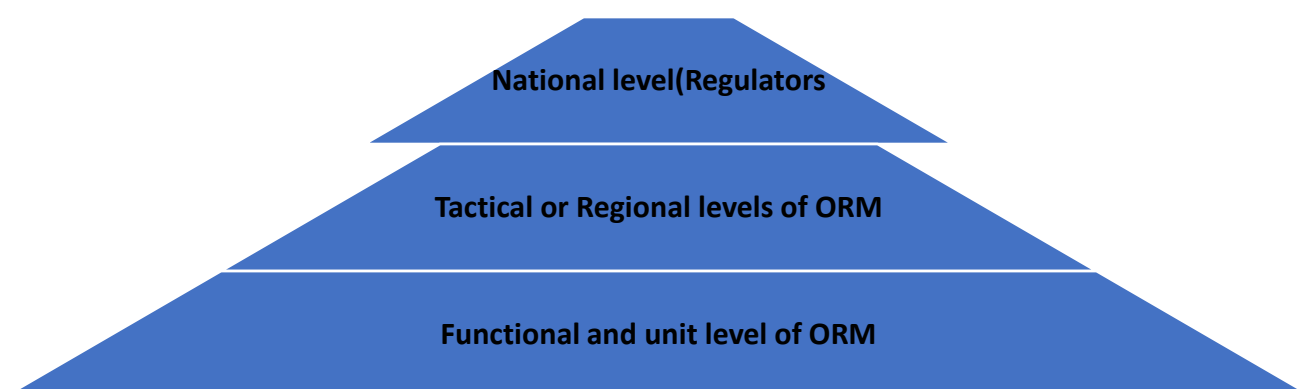 National level(Regulators
Tactical or Regional levels of ORM
Functional and unit level of ORM